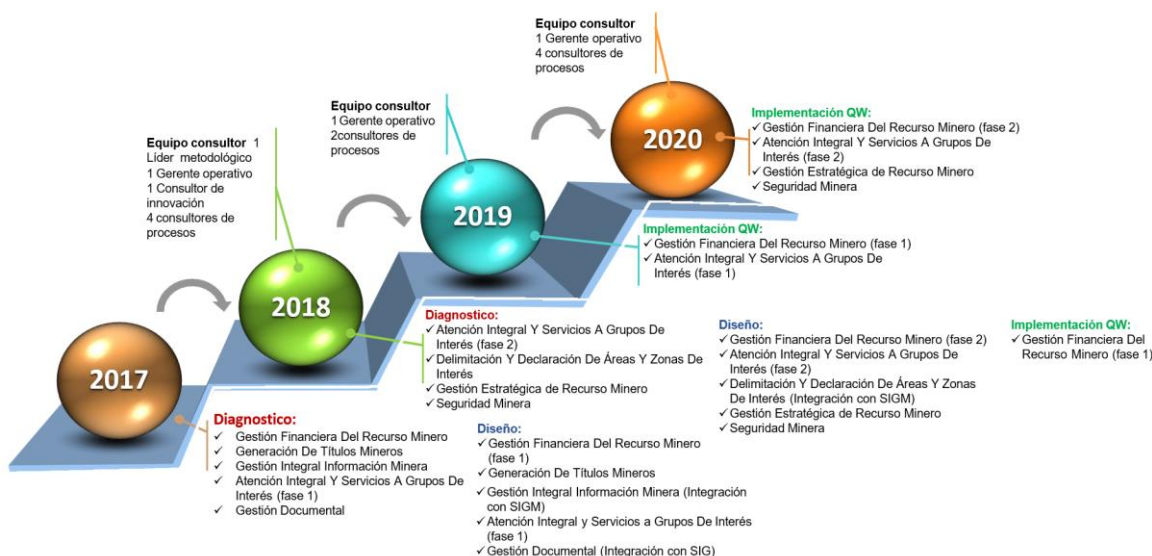 Equipo consultor
1 Gerente operativo
4 consultores de
procesos
2020
Implementación QW:
✓ Gestión Financiera Del Recurso Minero (fase 2)
✓ Atención Integral Y Servicios A Grupos De
Interés (fase 2)
✓ Gestión Estratégica de Recurso Minero
✓ Seguridad Minera
Equipo consultor
1 Gerente operativo
2consultores de
procesos
2019
Implementación QW:
✓ Gestión Financiera Del Recurso Minero (fase 1)
✓ Atención Integral Y Servicios A Grupos De
Interés (fase 1)
Equipo consultor 1
Líder metodológico
1 Gerente operativo
1 Consultor de
innovación
4 consultores de
procesos
2018
Diagnostico:
✓ Atención Integral Y Servicios A Grupos De
Interés (fase 2)
✓ Delimitación Y Declaración De Áreas Y Zonas De
Interés
✓ Gestión Estratégica de Recurso Minero
✓ Seguridad Minera
Diseño:
✓ Gestión Financiera Del Recurso Minero (fase 2)
✓ Atención Integral Y Servicios A Grupos De
Interés (fase 2)
✓ Delimitación Y Declaración De Áreas Y Zonas
De Interés (Integración con SIGM)
✓ Gestión Estratégica de Recurso Minero
✓ Seguridad Minera
Implementación QW:
✓ Gestión Financiera Del
Recurso Minero (fase 1)
2017
Diagnostico:
✓ Gestión Financiera Del Recurso Minero
✓ Generación De Títulos Mineros
✓ Gestión Integral Información Minera
✓ Atención Integral Y Servicios A Grupos De
Interés (fase 1)
✓ Gestión Documental
Diseño:
✓ Gestión Financiera Del Recurso Minero
(fase 1)
✓ Generación De Títulos Mineros
✓ Gestión Integral Información Minera (Integración
con SIGM)
✓ Atención Integral y Servicios a Grupos De Interés
(fase 1)
✓ Gestión Documental (Integración con SIG)